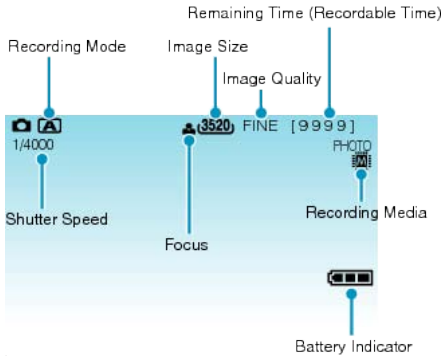 Remaining Time (Recordable Time)
Recording Mode
Image Size
Image Quality
A
3520
FINE
[9999]
1/4000
PHOTO
M
Shutter Speed
Recording Media
Focus
Battery Indicator